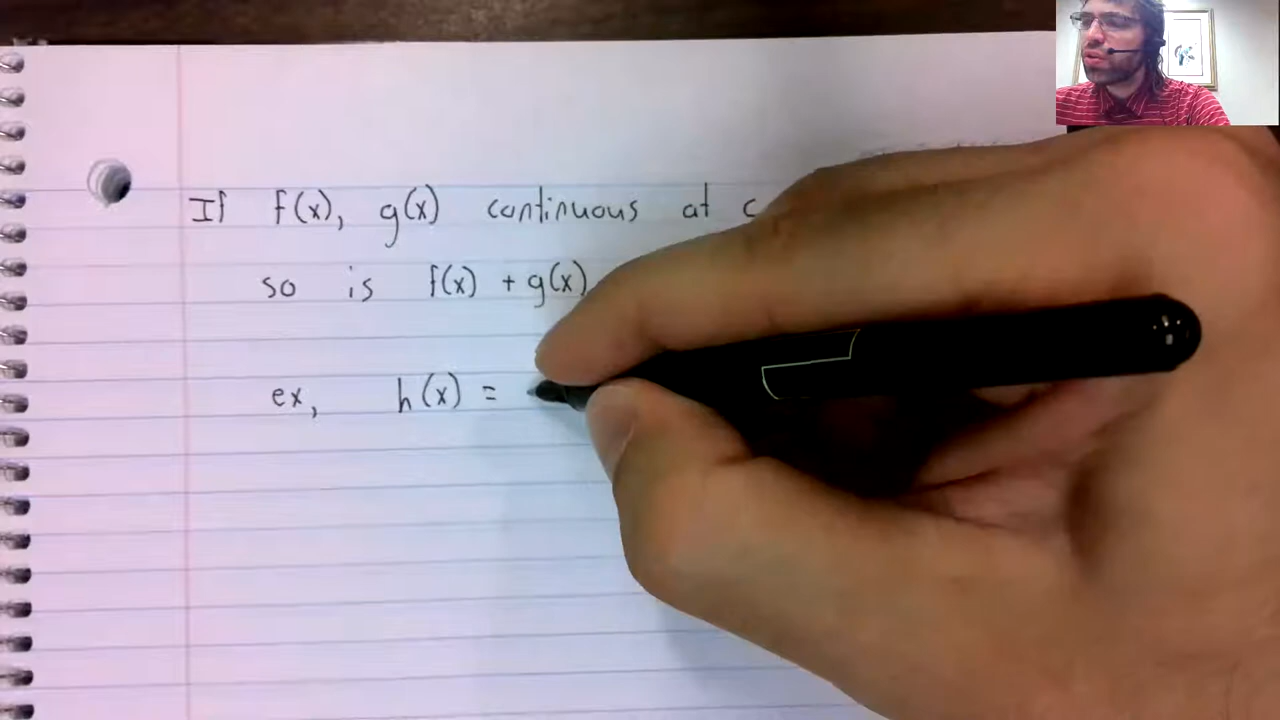 If f(x), g(x) continuous at c
so is f(x) + g(x)
ex, h(x) =